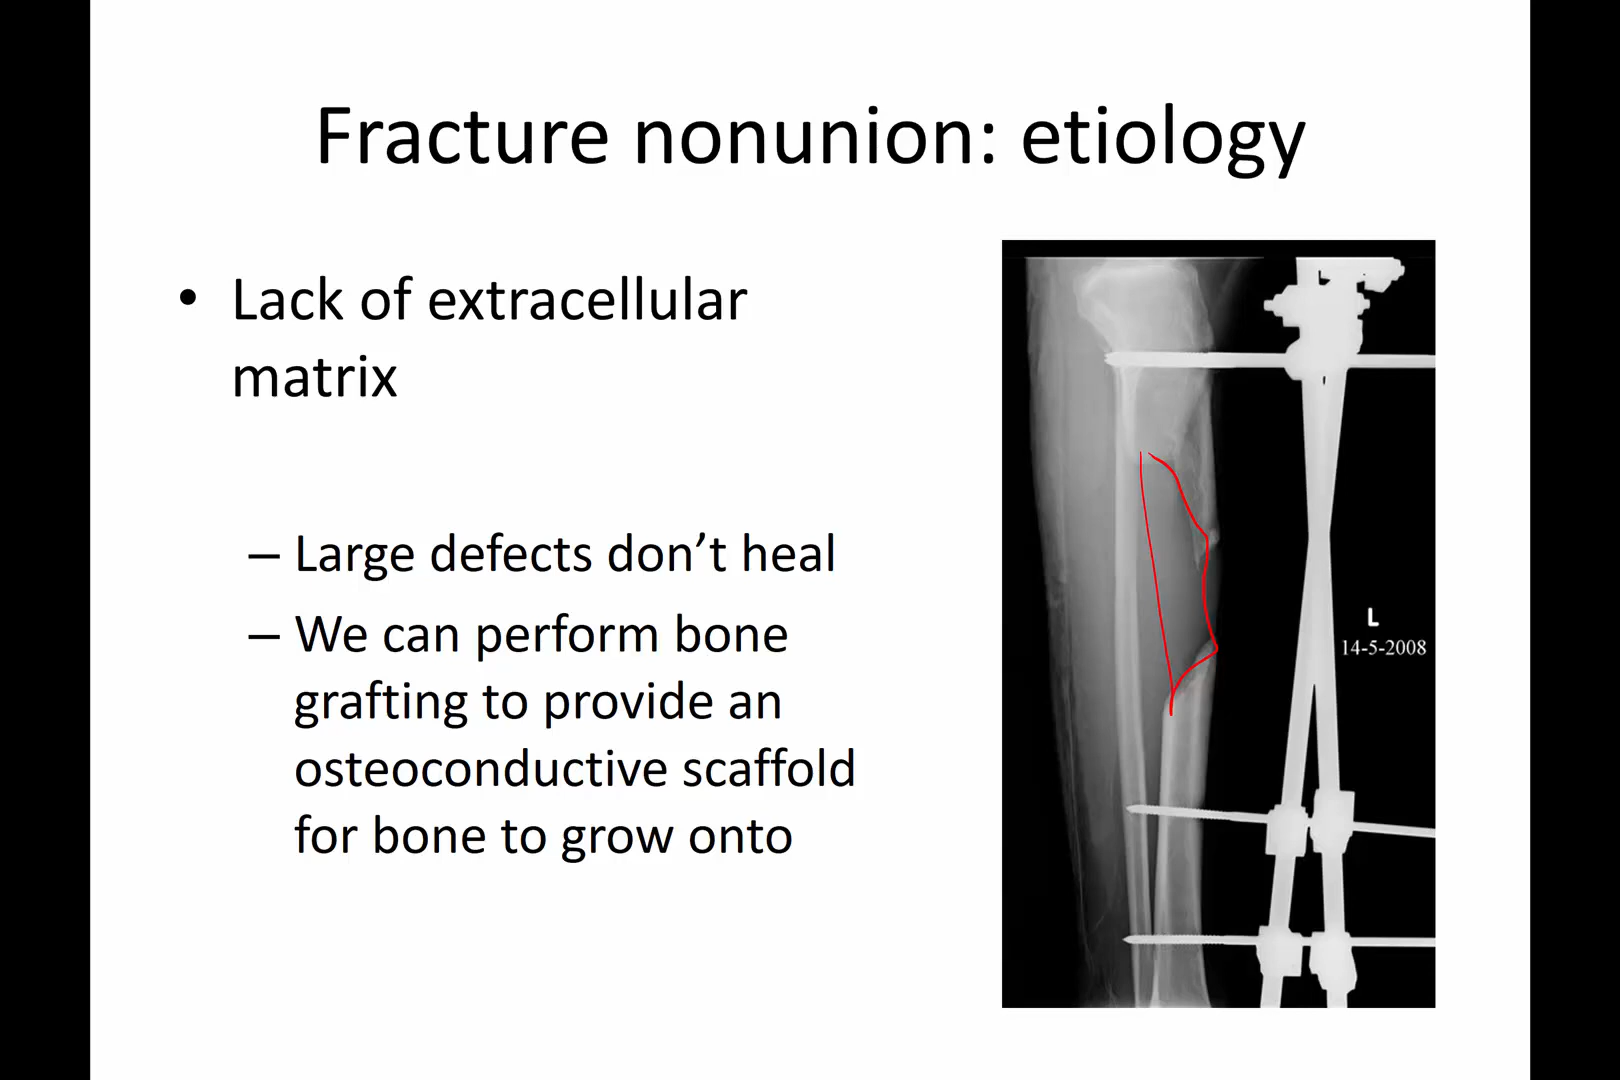 Fracture nonunion: etiology
• Lack of extracellular
matrix
– Large defects don’t heal
– We can perform bone
grafting to provide an
osteoconductive scaffold
for bone to grow onto
L
14-5-2008